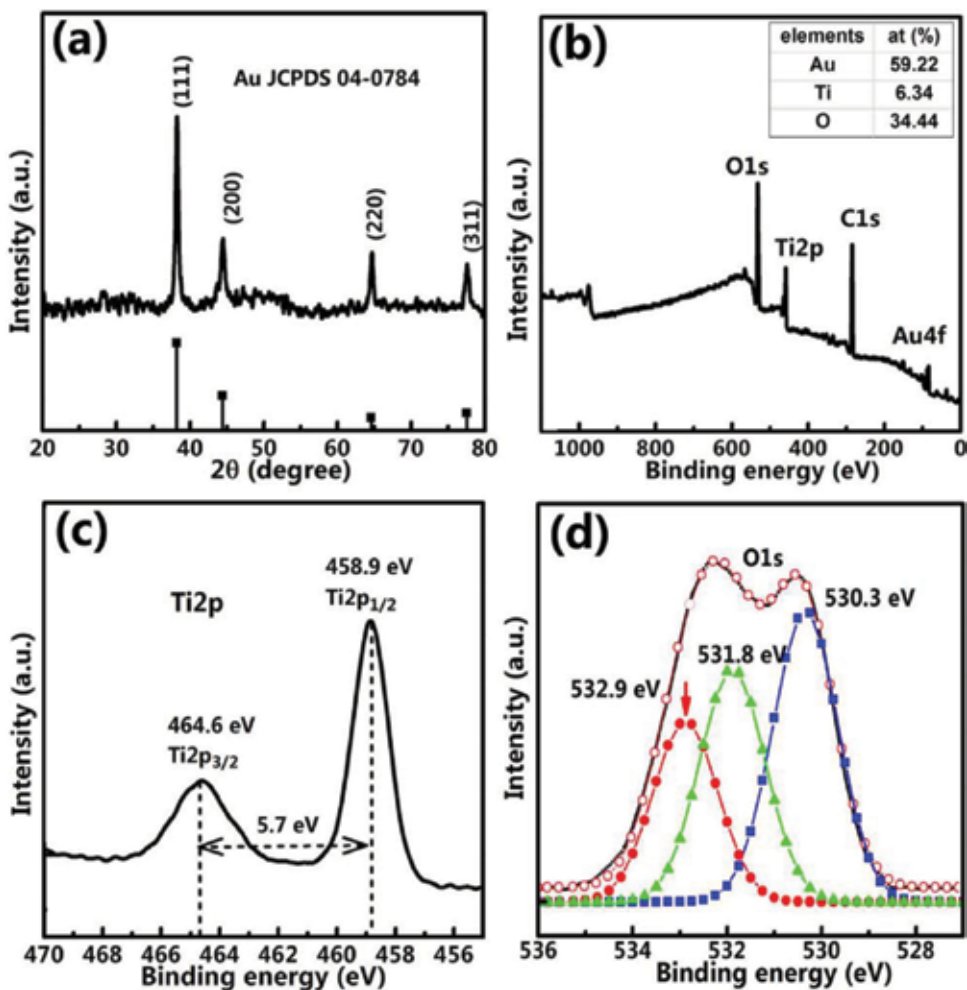 (a)
Au JCPDS 04-0784
(111)
(200)
(220)
(311)
Intensity (a.u.)
20 30 40 50 60 70 80
2θ (degree)
(b)
elements at (%)
Au 59.22
Ti 6.34
O 34.44
O1s
Ti2p
C1s
Au4f
Intensity (a.u.)
1000 800 600 400 200 0
Binding energy (eV)
(c)
458.9 eV
Ti2p1/2
Ti2p
464.6 eV
Ti2p3/2
5.7 eV
Intensity (a.u.)
470 468 466 464 462 460 458 456
Binding energy (eV)
(d)
O1s
530.3 eV
531.8 eV
532.9 eV
Intensity (a.u.)
536 534 532 530 528
Binding energy (eV)